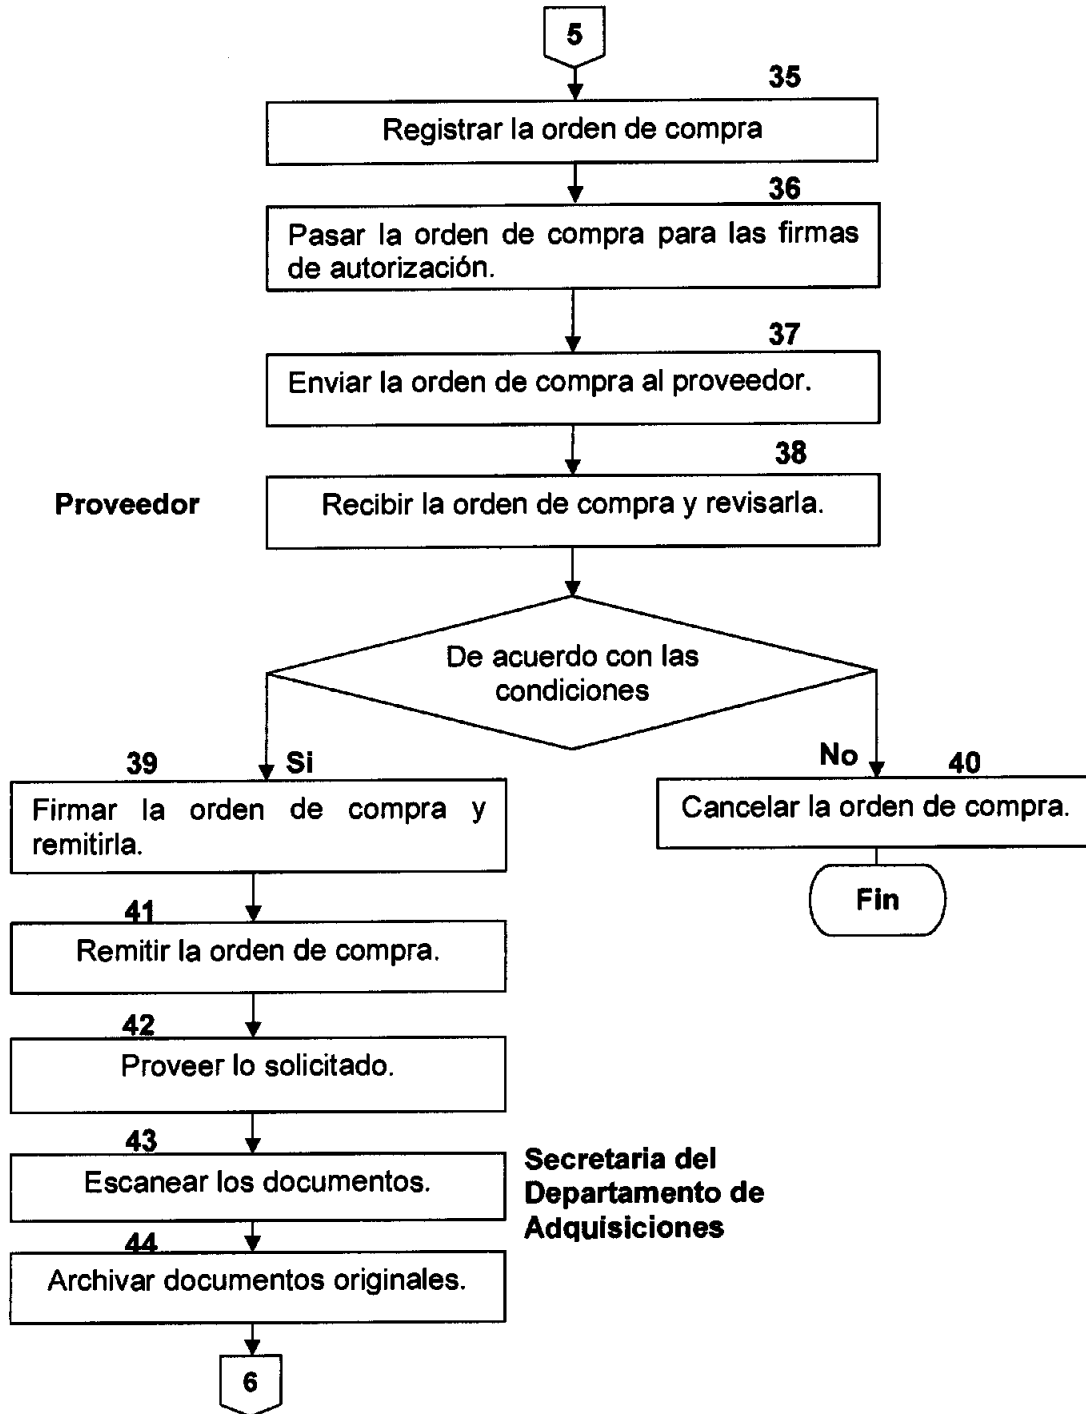 5
35
Registrar la orden de compra
36
Pasar la orden de compra para las firmas
de autorización.
37
Enviar la orden de compra al proveedor.
38
Proveedor
Recibir la orden de compra y revisarla.
De acuerdo con las
condiciones
39
Si
No
40
Firmar la orden de compra y
remitirla.
Cancelar la orden de compra.
Fin
41
Remitir la orden de compra.
42
Proveer lo solicitado.
43
Escanear los documentos.
Secretaria del
Departamento de
Adquisiciones
44
Archivar documentos originales.
6